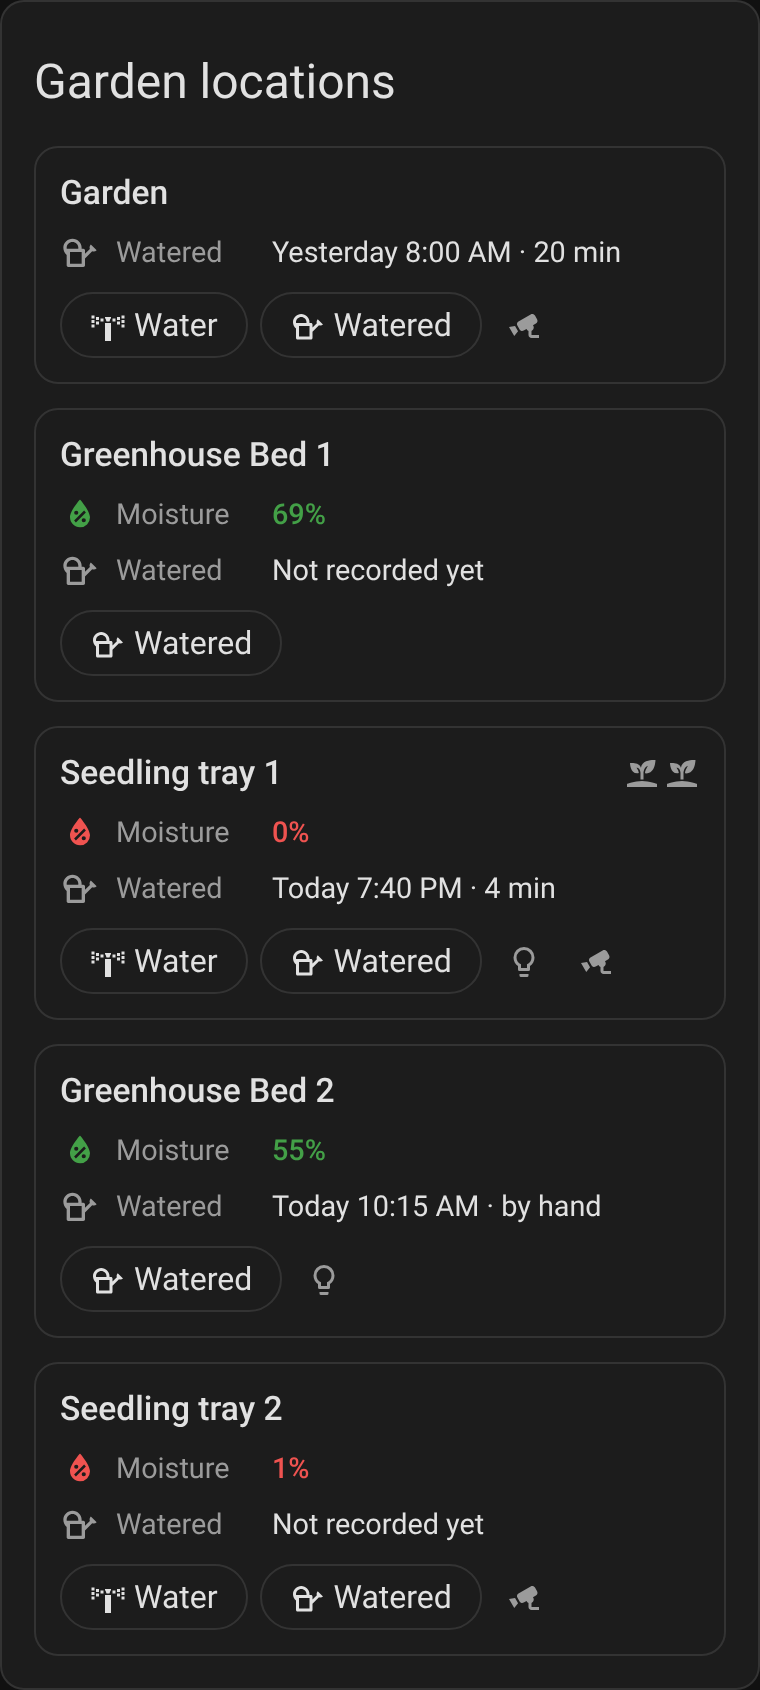 Garden locations
Garden
Watered Yesterday 8:00 AM · 20 min
Water Watered
Greenhouse Bed 1
Moisture 69%
Watered Not recorded yet
Watered
Seedling tray 1
Moisture 0%
Watered Today 7:40 PM · 4 min
Water Watered
Greenhouse Bed 2
Moisture 55%
Watered Today 10:15 AM · by hand
Watered
Seedling tray 2
Moisture 1%
Watered Not recorded yet
Water Watered